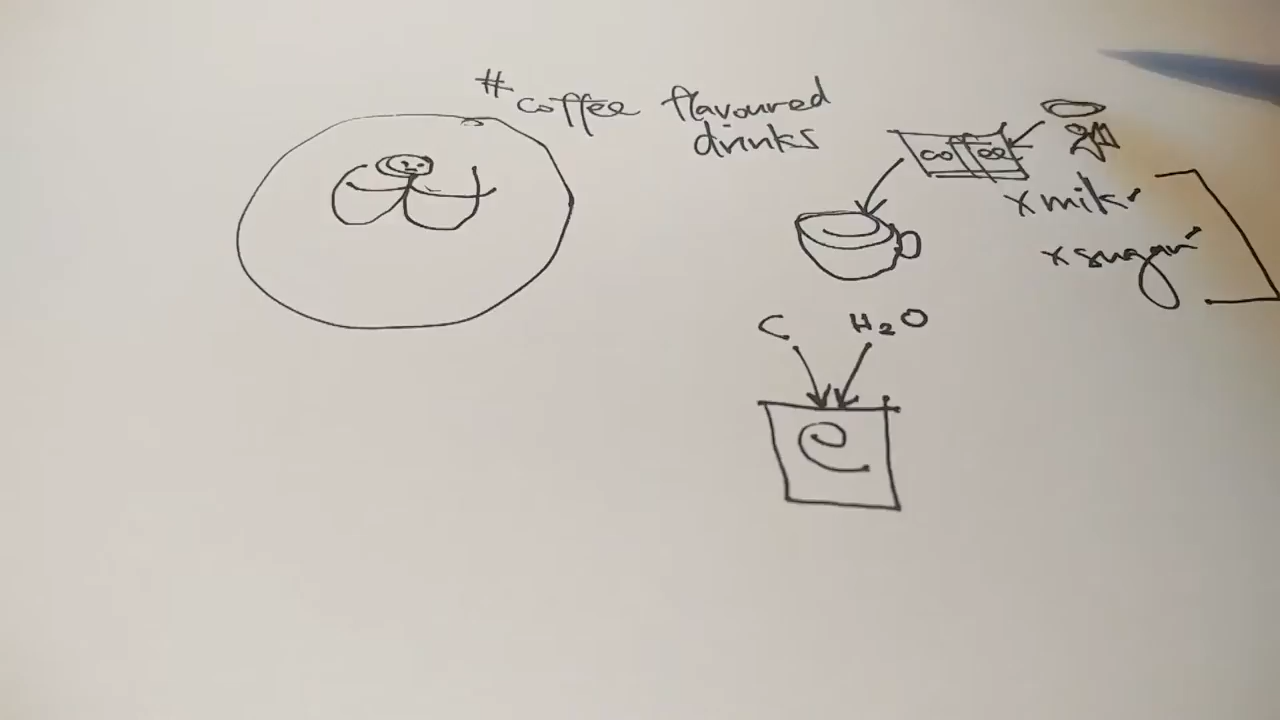 # coffee flavoured
drinks
coffee
x milk
x sugar
C H₂O
e